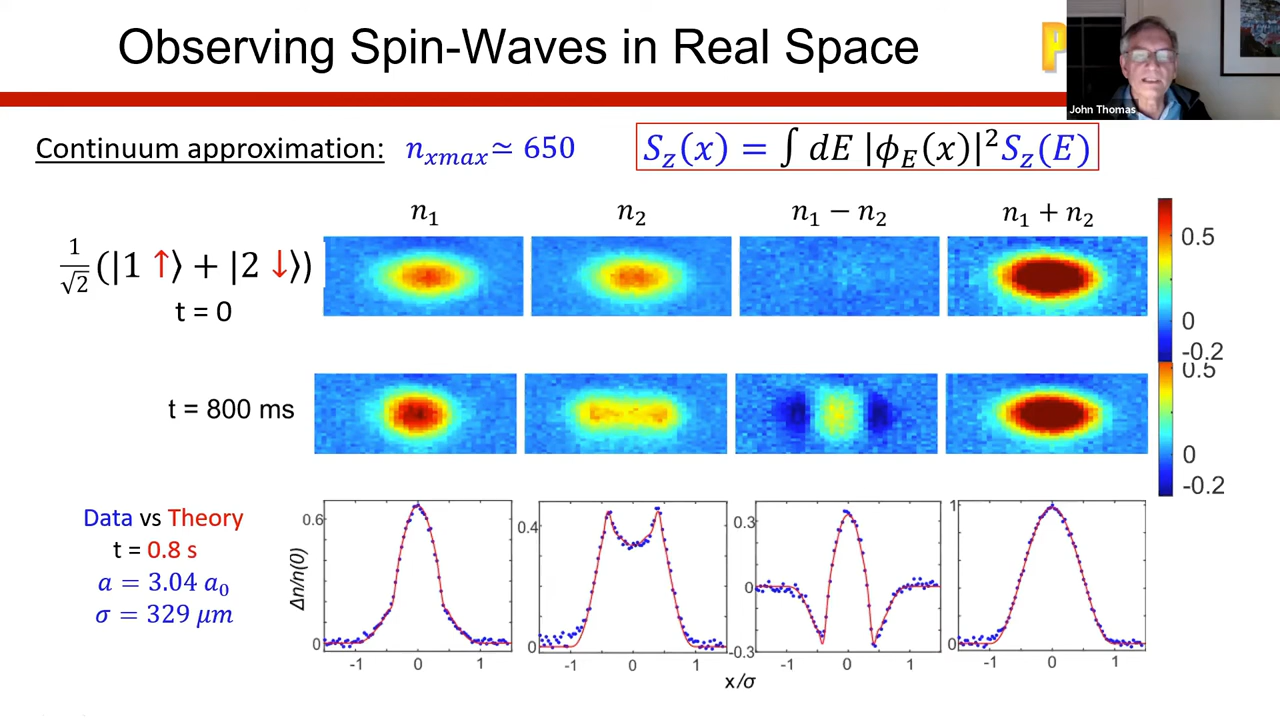 Observing Spin-Waves in Real Space
P
John Thomas
Continuum approximation: n_xmax ≃ 650
S_z(x) = ∫ dE |ϕ_E(x)|² S_z(E)
n₁ n₂ n₁ − n₂ n₁ + n₂
1/√2 (|1 ↑⟩ + |2 ↓⟩)
t = 0
0.5
0
-0.2
t = 800 ms
0.5
0
-0.2
Data vs Theory
t = 0.8 s
a = 3.04 a₀
σ = 329 μm
Δn/n(0)
0.6
0
-1 0 1
0.4
0
-1 0 1
0.3
0
-0.3
-1 0 1
1
0
-1 0 1
x/σ